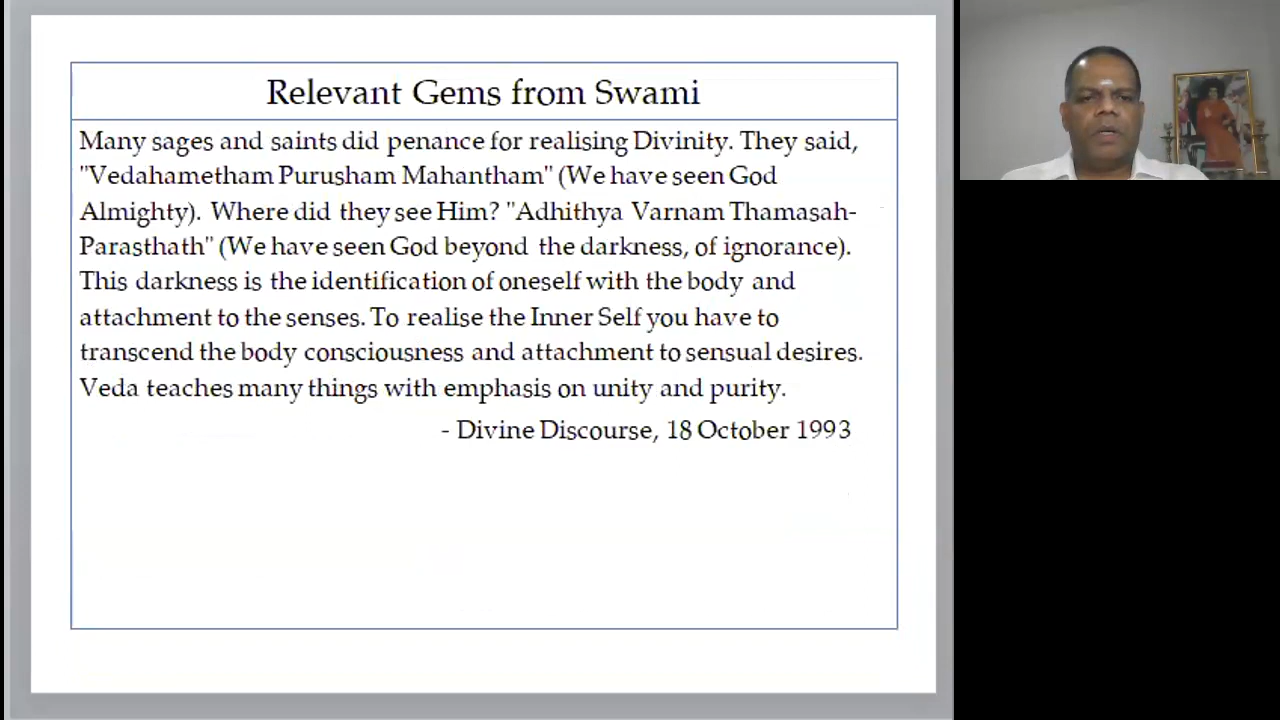 Relevant Gems from Swami
Many sages and saints did penance for realising Divinity. They said,
"Vedahametham Purusham Mahantham" (We have seen God
Almighty). Where did they see Him? "Adhithya Varnam Thamasah-
Parasthath" (We have seen God beyond the darkness, of ignorance).
This darkness is the identification of oneself with the body and
attachment to the senses. To realise the Inner Self you have to
transcend the body consciousness and attachment to sensual desires.
Veda teaches many things with emphasis on unity and purity.
- Divine Discourse, 18 October 1993